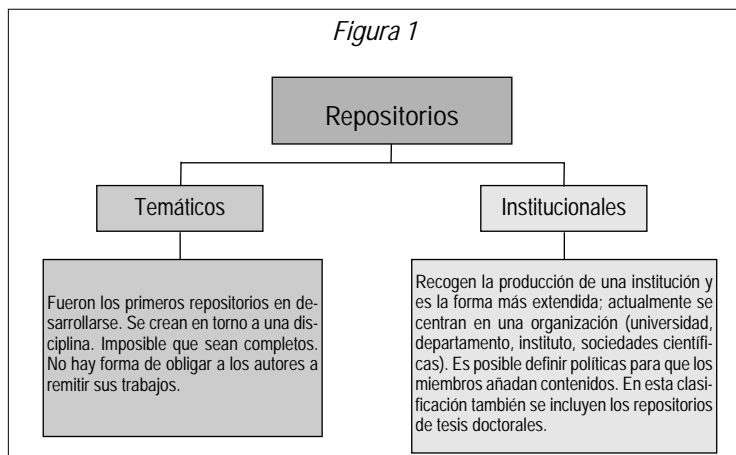 Figura 1
Repositorios
Temáticos
Institucionales
Fueron los primeros repositorios en de-
sarrollarse. Se crean en torno a una dis-
ciplina. Imposible que sean completos.
No hay forma de obligar a los autores a
remitir sus trabajos.
Recogen la producción de una institución y
es la forma más extendida; actualmente se
centran en una organización (universidad,
departamento, instituto, sociedades científi-
cas). Es posible definir políticas para que los
miembros añadan contenidos. En esta clasi-
ficación también se incluyen los repositorios
de tesis doctorales.